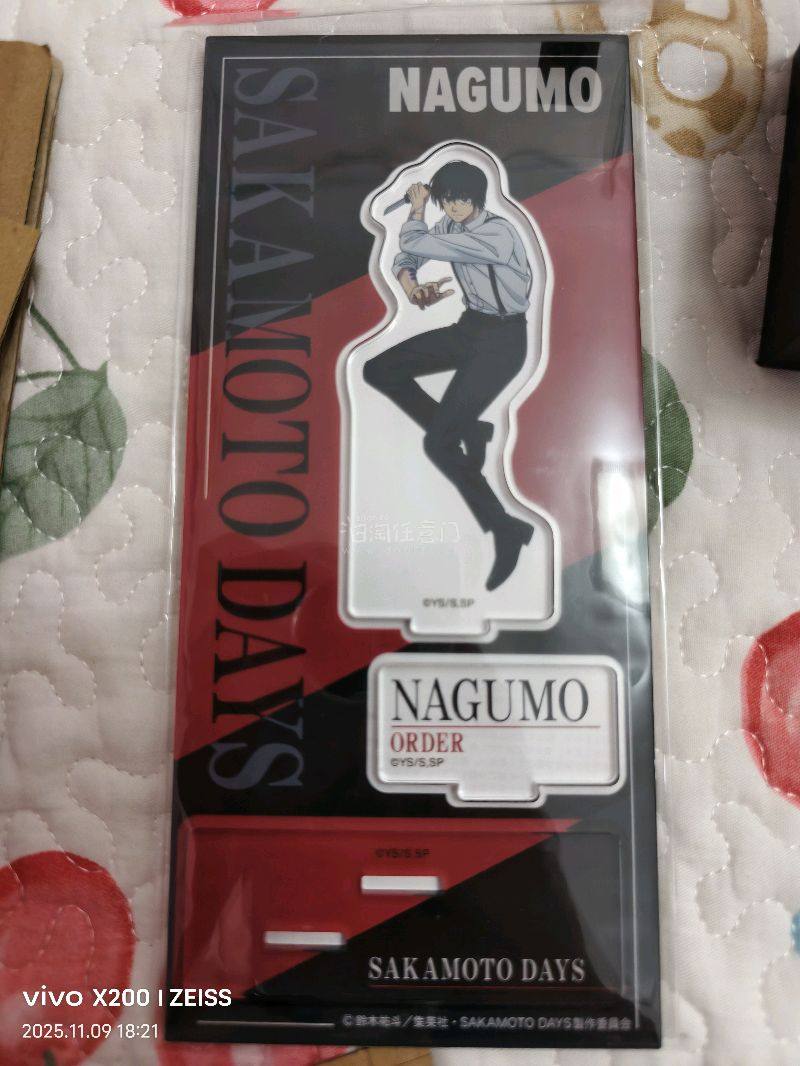 NAGUMO
SAKAMOTO DAYS
©YS/S,SP
NAGUMO
ORDER
©YS/S,SP
©YS/S,SP
SAKAMOTO DAYS
©鈴木祐斗／集英社・SAKAMOTO DAYS製作委員会
vivo X200 | ZEISS
2025.11.09 18:21